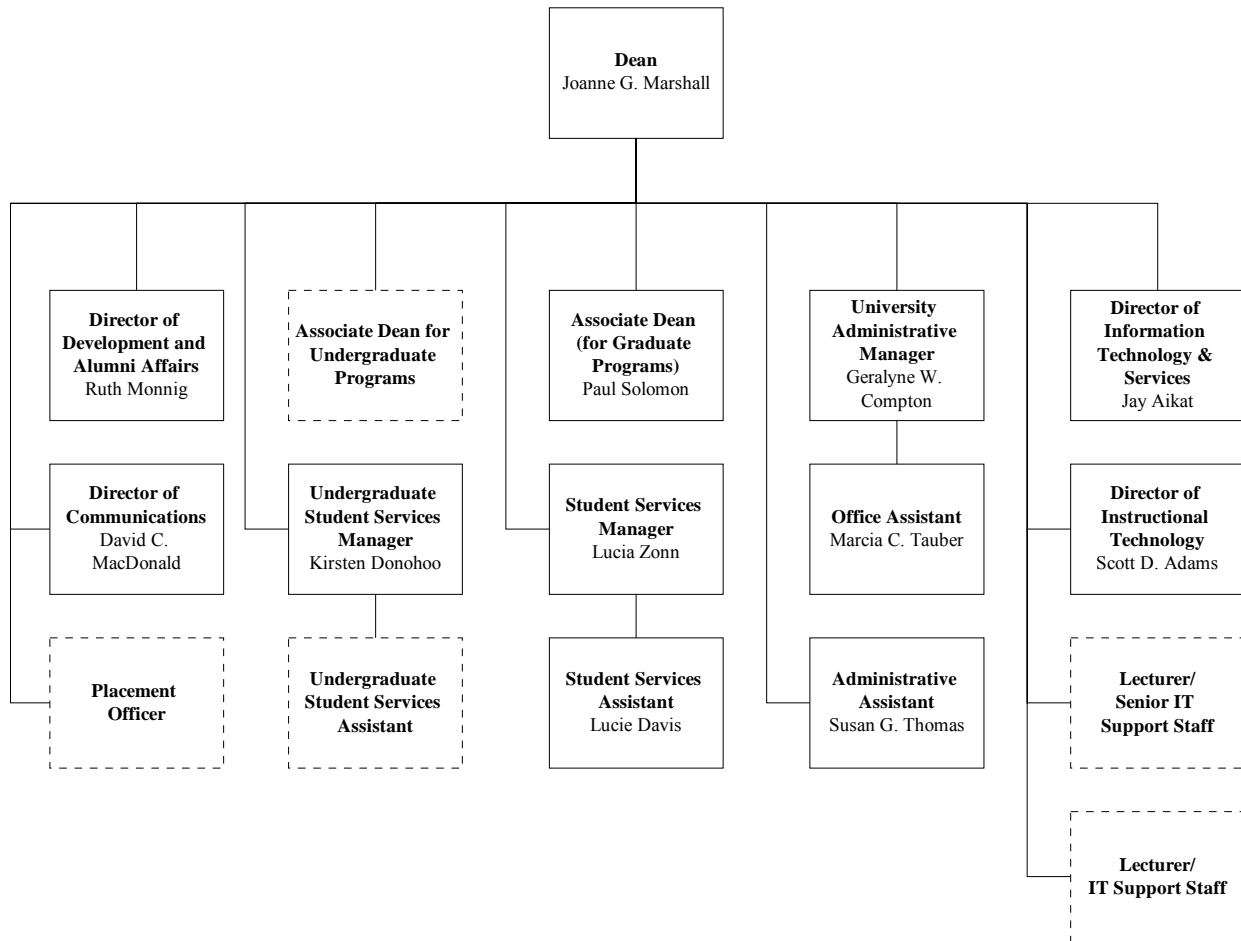 Dean
Joanne G. Marshall
Director of
Development and
Alumni Affairs
Ruth Monnig
Associate Dean for
Undergraduate
Programs
Associate Dean
(for Graduate
Programs)
Paul Solomon
University
Administrative
Manager
Geralyne W.
Compton
Director of
Information
Technology &
Services
Jay Aikat
Director of
Communications
David C.
MacDonald
Undergraduate
Student Services
Manager
Kirsten Donohoo
Student Services
Manager
Lucia Zonn
Office Assistant
Marcia C. Tauber
Director of
Instructional
Technology
Scott D. Adams
Placement
Officer
Undergraduate
Student Services
Assistant
Student Services
Assistant
Lucie Davis
Administrative
Assistant
Susan G. Thomas
Lecturer/
Senior IT
Support Staff
Lecturer/
IT Support Staff